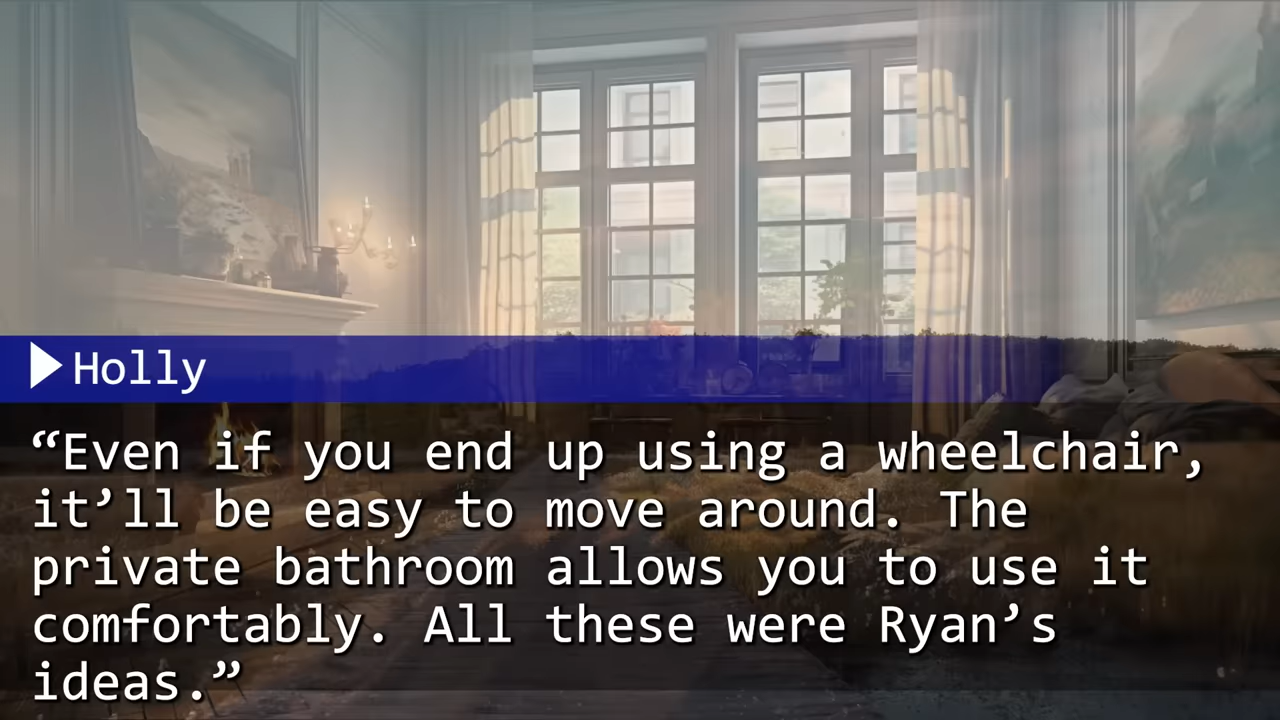 Holly
“Even if you end up using a wheelchair,
it’ll be easy to move around. The
private bathroom allows you to use it
comfortably. All these were Ryan’s
ideas.”